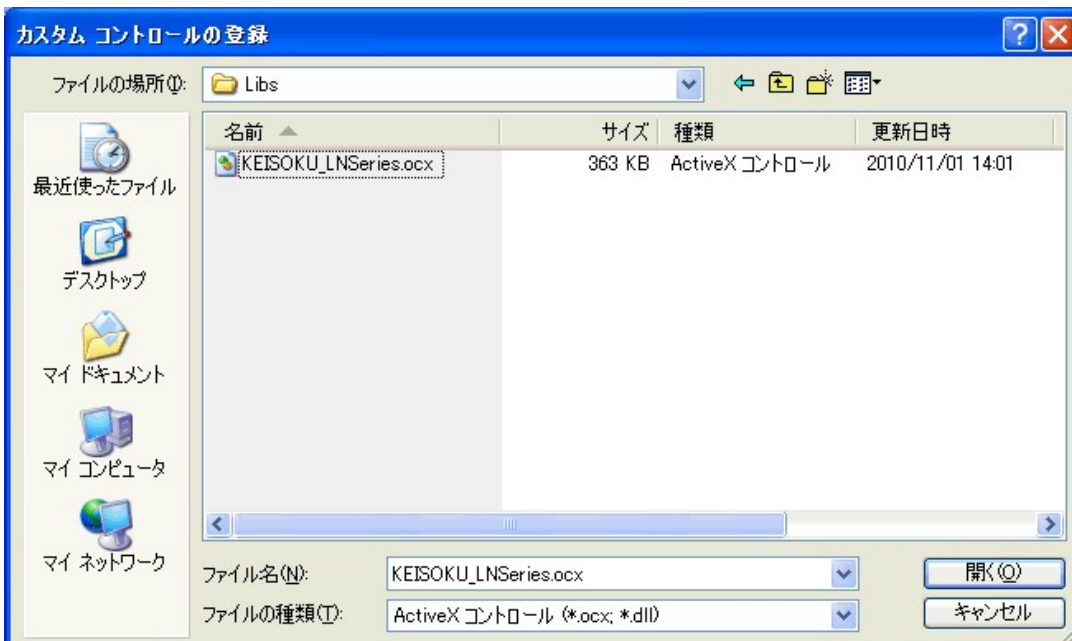 カスタム コントロールの登録
ファイルの場所(I):
Libs
最近使ったファイル
デスクトップ
マイ ドキュメント
マイ コンピュータ
マイ ネットワーク
名前 サイズ 種類 更新日時
KEISOKU_LNSeries.ocx 363 KB ActiveX コントロール 2010/11/01 14:01
ファイル名(N): KEISOKU_LNSeries.ocx 開く(O)
ファイルの種類(T): ActiveX コントロール (*.ocx; *.dll) キャンセル